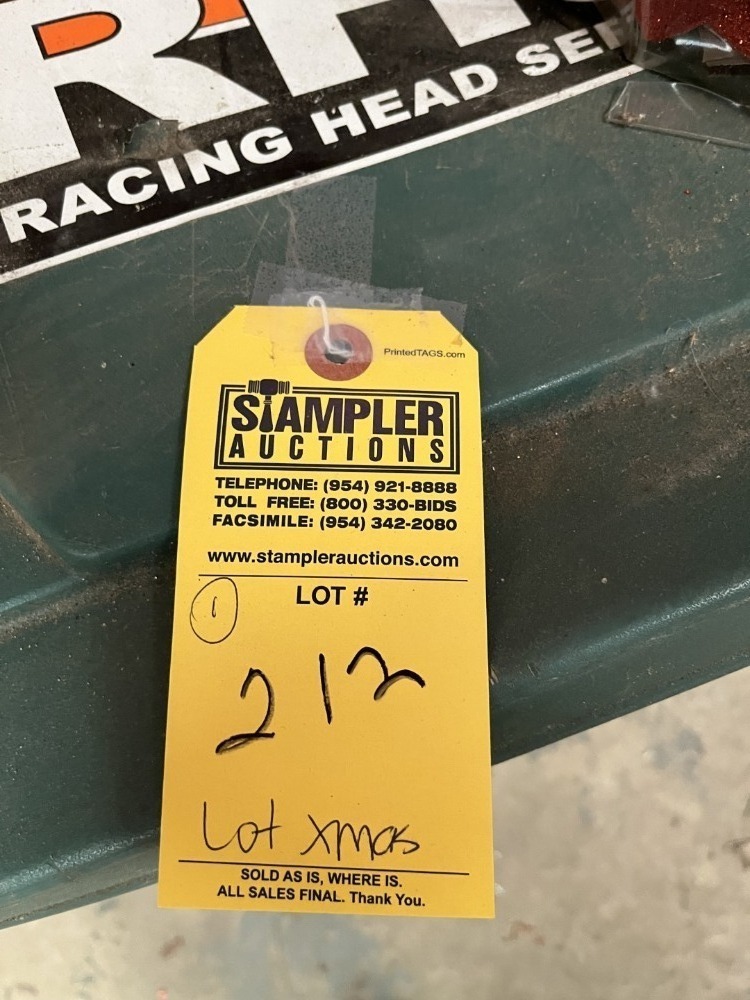 RACING HEAD SER
PrintedTAGS.com
STAMPLER
AUCTIONS
TELEPHONE: (954) 921-8888
TOLL FREE: (800) 330-BIDS
FACSIMILE: (954) 342-2080
www.stamplerauctions.com
LOT #
1
212
Lot xmas
SOLD AS IS, WHERE IS.
ALL SALES FINAL. Thank You.